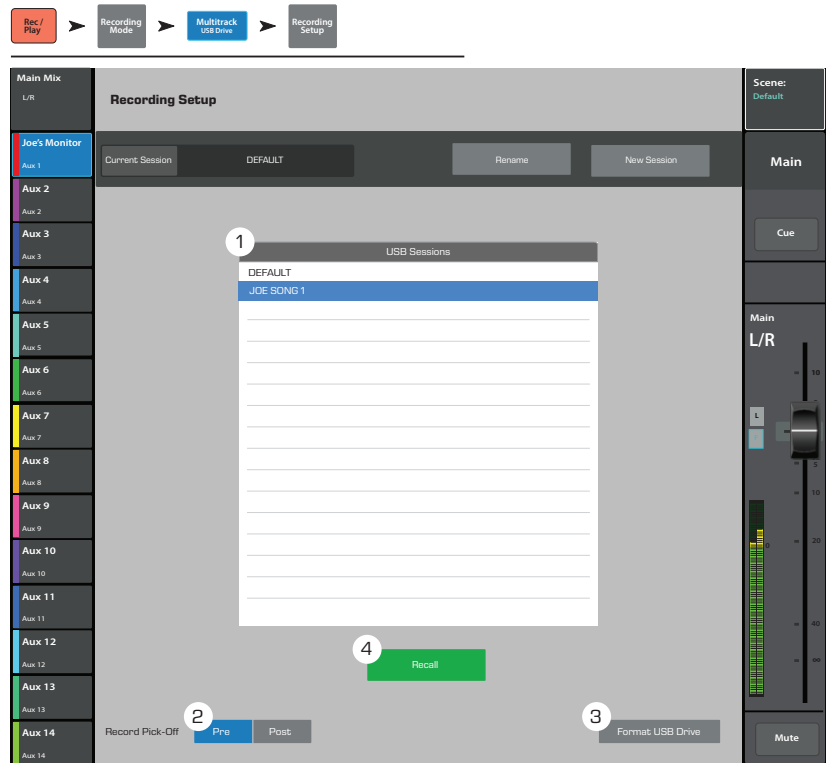 Rec /
Play
Recording
Mode
Multitrack
USB Drive
Recording
Setup
Main Mix
L/R
Recording Setup
Scene:
Default
Joe's Monitor
Aux 1
Current Session
DEFAULT
Rename
New Session
Main
Aux 2
Aux 2
Aux 3
Aux 3
Cue
1
USB Sessions
DEFAULT
JOE SONG 1
Aux 4
Aux 4
Aux 5
Aux 5
Main
L/R
Aux 6
Aux 6
10
Aux 7
Aux 7
L
Aux 8
Aux 8
5
Aux 9
Aux 9
10
Aux 10
Aux 10
0
20
Aux 11
Aux 11
40
Aux 12
Aux 12
4
Recall
∞
Aux 13
Aux 13
2
Record Pick-Off
Pre
Post
3
Format USB Drive
Aux 14
Aux 14
Mute